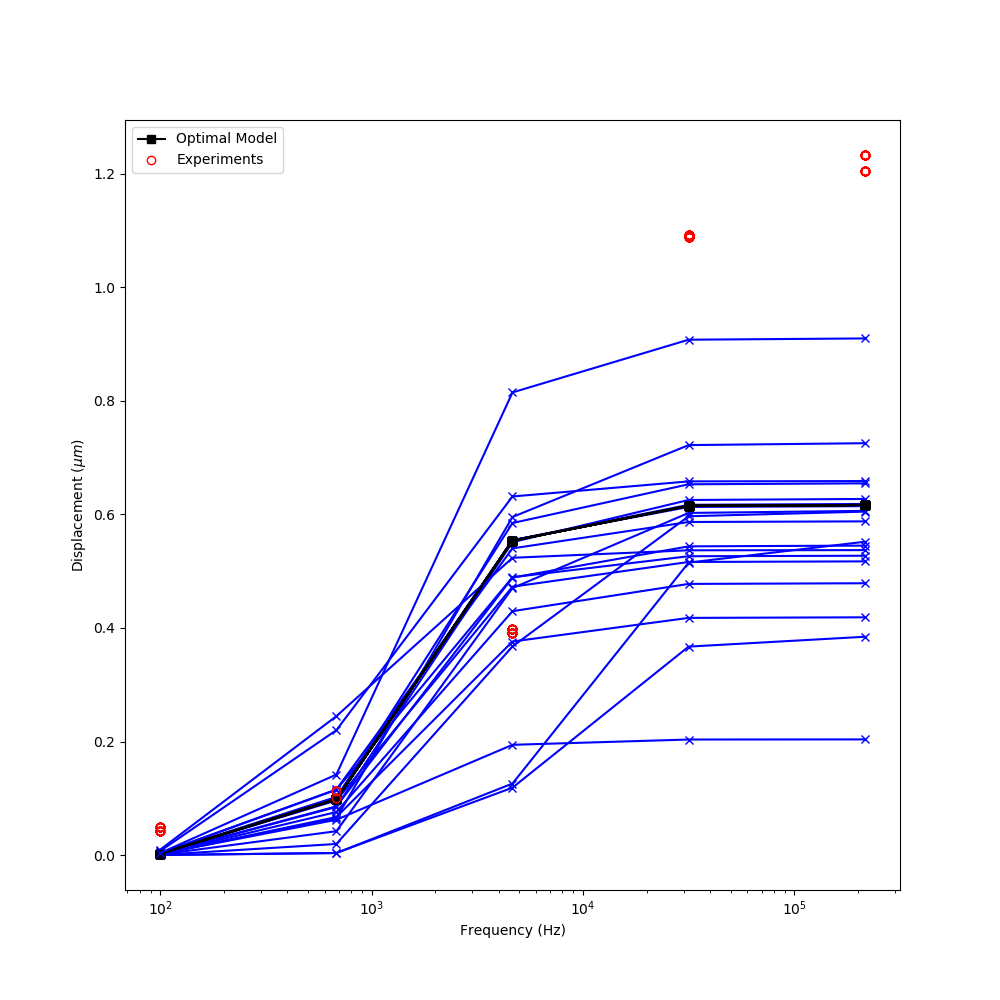 Optimal Model
Experiments
1.2
1.0
0.8
0.6
0.4
0.2
0.0
Displacement (μm)
10²
10³
10⁴
10⁵
Frequency (Hz)